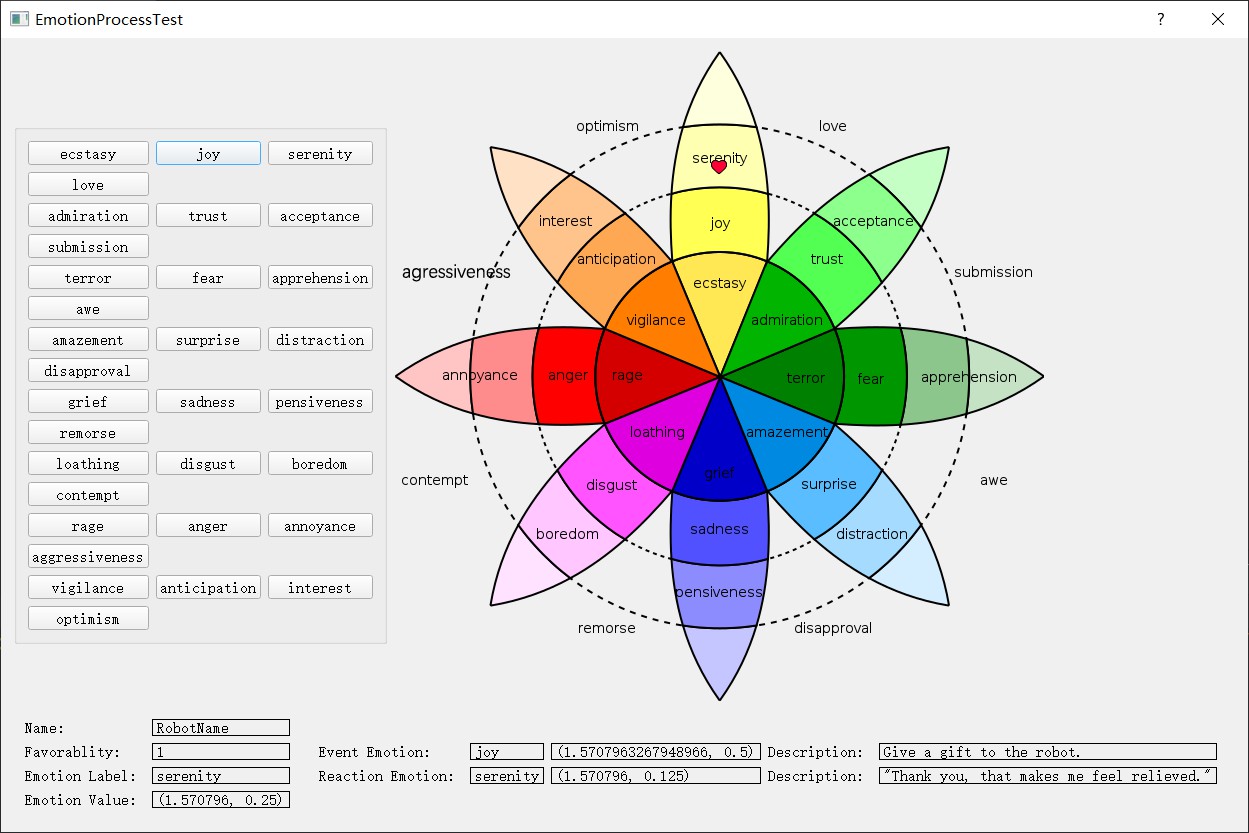 EmotionProcessTest
?
ecstasy joy serenity
love
admiration trust acceptance
submission
terror fear apprehension
awe
amazement surprise distraction
disapproval
grief sadness pensiveness
remorse
loathing disgust boredom
contempt
rage anger annoyance
aggressiveness
vigilance anticipation interest
optimism
optimism love
serenity
interest joy acceptance
anticipation trust
agressiveness submission
ecstasy
vigilance admiration
annoyance anger rage terror fear apprehension
loathing amazement
contempt grief awe
disgust surprise
boredom sadness distraction
pensiveness
remorse disapproval
Name: RobotName
Favorablity: 1 Event Emotion: joy (1.5707963267948966, 0.5) Description: Give a gift to the robot.
Emotion Label: serenity Reaction Emotion: serenity (1.570796, 0.125) Description: "Thank you, that makes me feel relieved."
Emotion Value: (1.570796, 0.25)